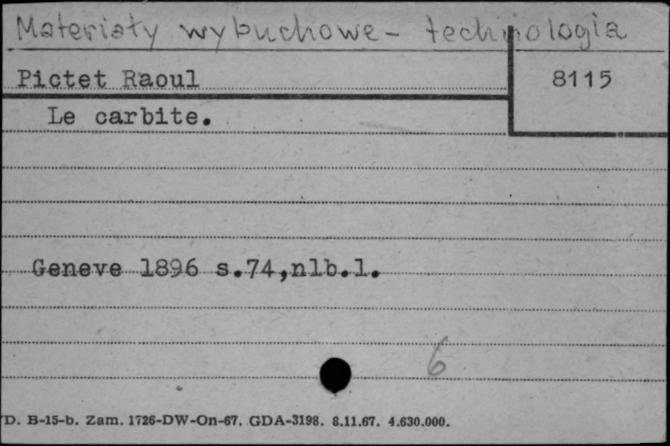 Materiały wybuchowe - technologia
Pictet Raoul
8115
Le carbite.
Geneve 1896 s.74,nlb.1.
6
D. B-15-b. Zam. 1726-DW-On-67. GDA-3198. 8.11.67. 4.630.000.